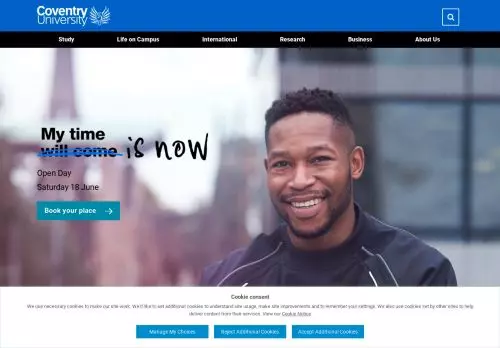 Coventry
University
Study
Life on Campus
International
Research
Business
About Us
My time
will come is now
Open Day
Saturday 18 June
Book your place
Cookie consent
We use necessary cookies to make our site work. We'd like to set additional cookies to understand site usage, make site improvements and to remember your settings. We also use cookies set by other sites to help
deliver content from their services. View our Cookie Notice
Manage My Choices
Reject Additional Cookies
Accept Additional Cookies